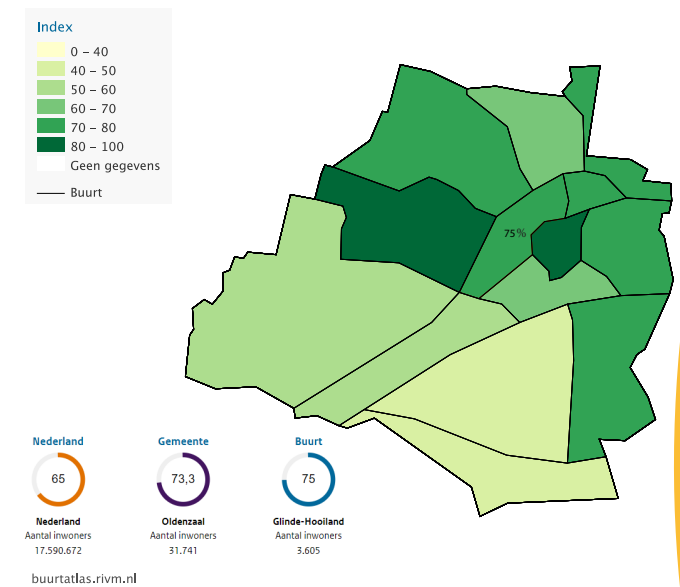 Index
0 – 40
40 – 50
50 – 60
60 – 70
70 – 80
80 – 100
Geen gegevens
Buurt
75%
Nederland
Gemeente
Buurt
65
73,3
75
Nederland
Oldenzaal
Glinde-Hooiland
Aantal inwoners
Aantal inwoners
Aantal inwoners
17.590.672
31.741
3.605
buurtatlas.rivm.nl